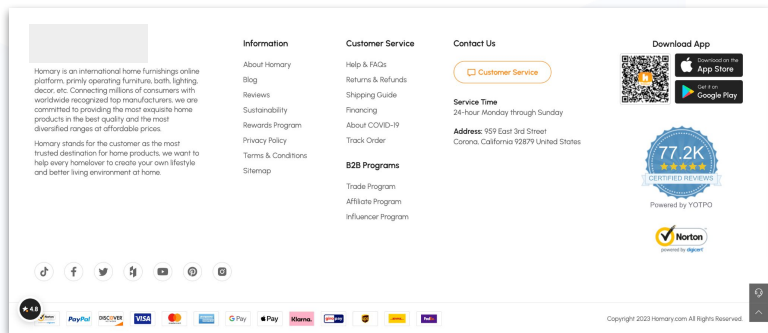 Homary is an international home furnishings online
platform, primly operating furniture, bath, lighting,
decor, etc. Connecting millions of consumers with
worldwide recognized top manufacturers, we are
committed to providing the most exquisite home
products in the best quality and the most
diversified ranges at affordable prices.
Homary stands for the customer as the most
trusted destination for home products, we want to
help every homelover to create your own lifestyle
and better living environment at home.
Information
About Homary
Blog
Reviews
Sustainability
Rewards Program
Privacy Policy
Terms & Conditions
Sitemap
Customer Service
Help & FAQs
Returns & Refunds
Shipping Guide
Financing
About COVID-19
Track Order
B2B Programs
Trade Program
Affiliate Program
Influencer Program
Contact Us
Customer Service
Service Time
24-hour Monday through Sunday
Address: 959 East 3rd Street
Corona, California 92879 United States
Download App
Download on the
App Store
Get it on
Google Play
77.2K
CERTIFIED REVIEWS
Powered by YOTPO
Norton
powered by digicert
4.8
PayPal
DISCOVER
VISA
G Pay
Pay
Klarna.
FedEx
Copyright 2023 Homary.com All Rights Reserved.